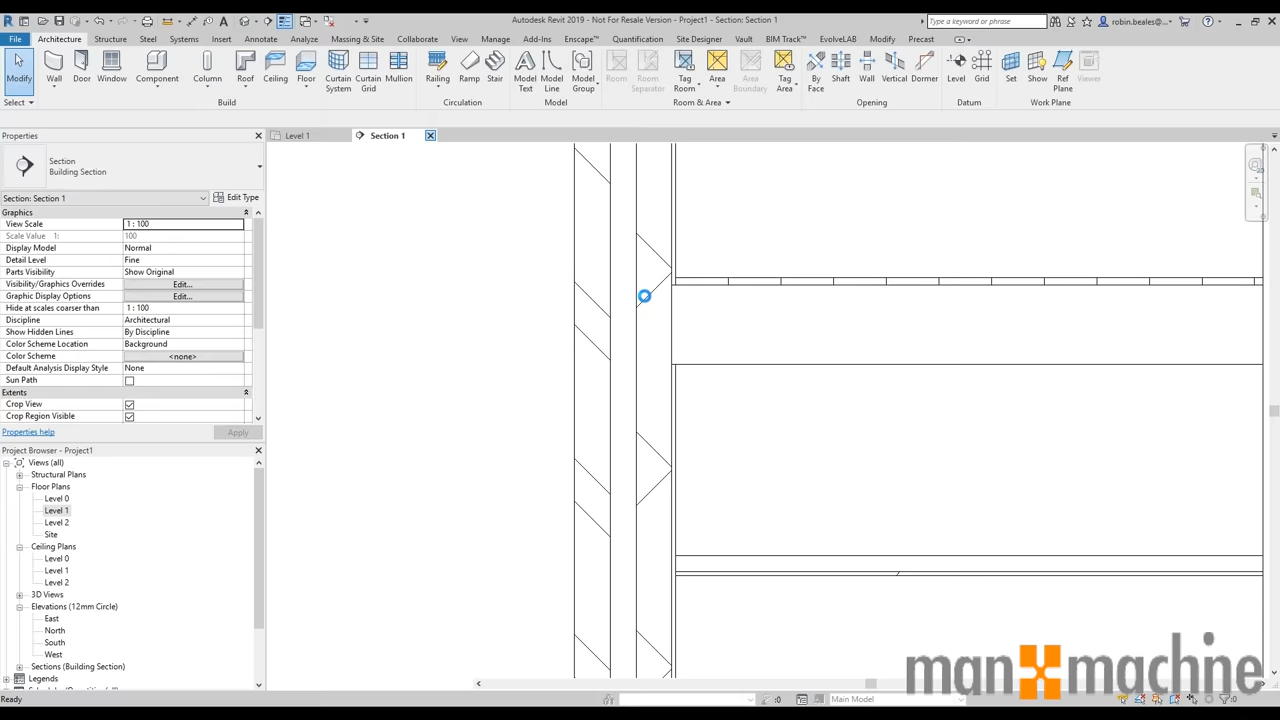 Autodesk Revit 2019 - Not For Resale Version - Project1 - Section: Section 1
Type a keyword or phrase
robin.beales@...
File Architecture Structure Steel Systems Insert Annotate Analyze Massing & Site Collaborate View Manage Add-Ins Enscape™ Quantification Site Designer Vault BIM Track™ EvolveLAB Modify Precast
Modify Wall Door Window Component Column Roof Ceiling Floor Curtain System Curtain Grid Mullion Railing Ramp Stair Model Text Model Line Model Group Room Room Separator Tag Room Area Area Boundary Tag Area By Face Shaft Wall Vertical Dormer Level Grid Set Show Ref Plane Viewer
Select Build Circulation Model Room & Area Opening Datum Work Plane
Properties
Level 1
Section 1
Section
Building Section
Section: Section 1
Edit Type
Graphics
View Scale 1 : 100
Scale Value 1: 100
Display Model Normal
Detail Level Fine
Parts Visibility Show Original
Visibility/Graphics Overrides Edit...
Graphic Display Options Edit...
Hide at scales coarser than 1 : 100
Discipline Architectural
Show Hidden Lines By Discipline
Color Scheme Location Background
Color Scheme <none>
Default Analysis Display Style None
Sun Path
Extents
Crop View
Crop Region Visible
Properties help
Apply
Project Browser - Project1
Views (all)
Structural Plans
Floor Plans
Level 0
Level 1
Level 2
Site
Ceiling Plans
Level 0
Level 1
Level 2
3D Views
Elevations (12mm Circle)
East
North
South
West
Sections (Building Section)
Legends
Ready
:0
Main Model
:0
man machine